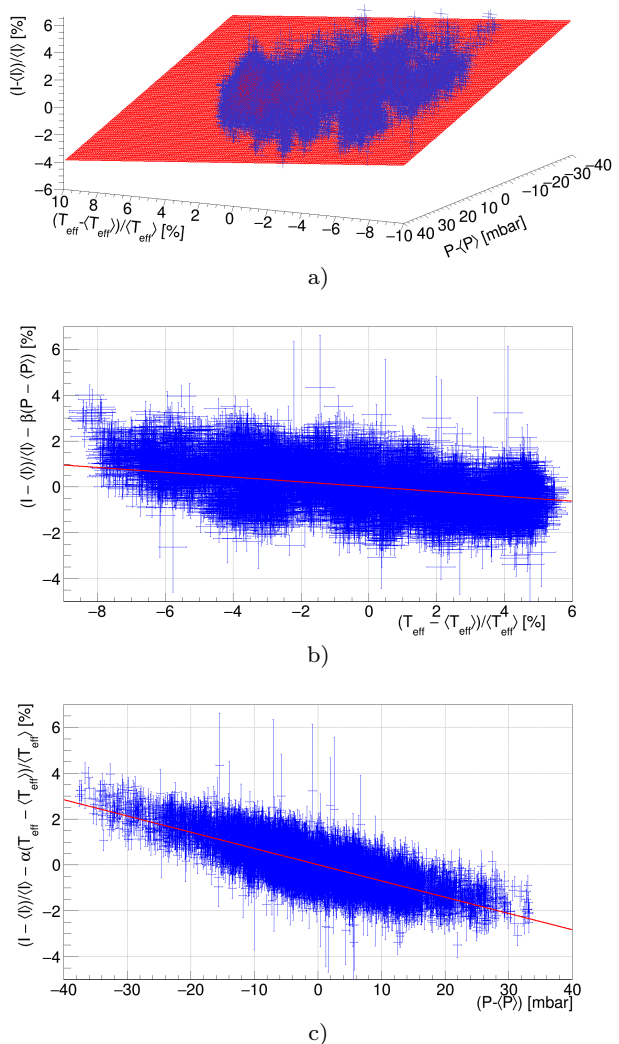 (I-⟨I⟩)/⟨I⟩ [%]
6
4
2
0
−2
−4
−6
10 8 6 4 2 0 −2 −4 −6 −8 −10
(T_eff-⟨T_eff⟩)/⟨T_eff⟩ [%]
40 30 20 10 0 −10 −20 −30 −40
P-⟨P⟩ [mbar]
a)
(I − ⟨I⟩)/⟨I⟩ − β(P − ⟨P⟩) [%]
6
4
2
0
−2
−4
−8 −6 −4 −2 0 2 4 6
(T_eff − ⟨T_eff⟩)/⟨T_eff⟩ [%]
b)
(I − ⟨I⟩)/⟨I⟩ − α(T_eff − ⟨T_eff⟩)/⟨T_eff⟩ [%]
6
4
2
0
−2
−4
−40 −30 −20 −10 0 10 20 30 40
(P-⟨P⟩) [mbar]
c)